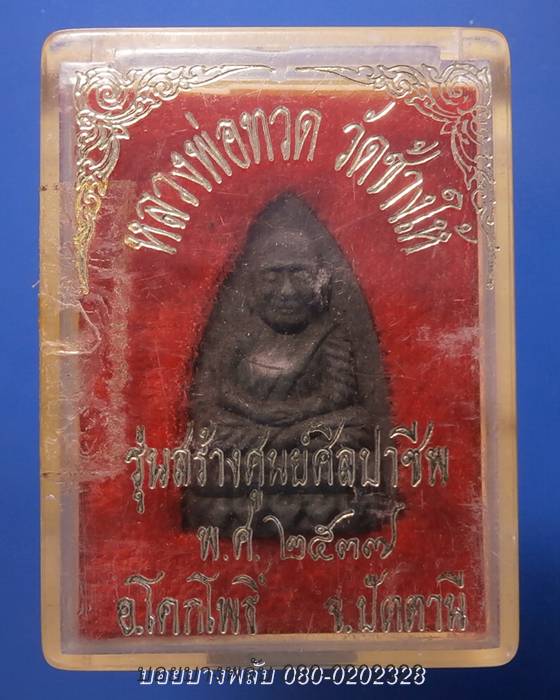 หลวงพ่อทวด วัดช้างให้
รุ่นสร้างศูนย์ศิลปาชีพ
พ.ศ. ๒๕๓๗
อ.โคกโพธิ์ จ.ปัตตานี
บอยบางพลับ 080-0202328